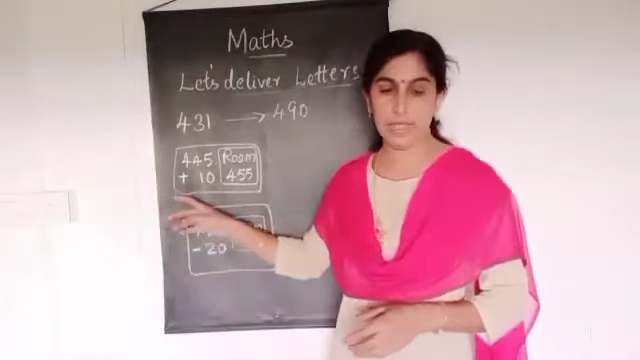 Maths
Let's deliver Letters
431 → 490
445 Room
+ 10 455
- 20